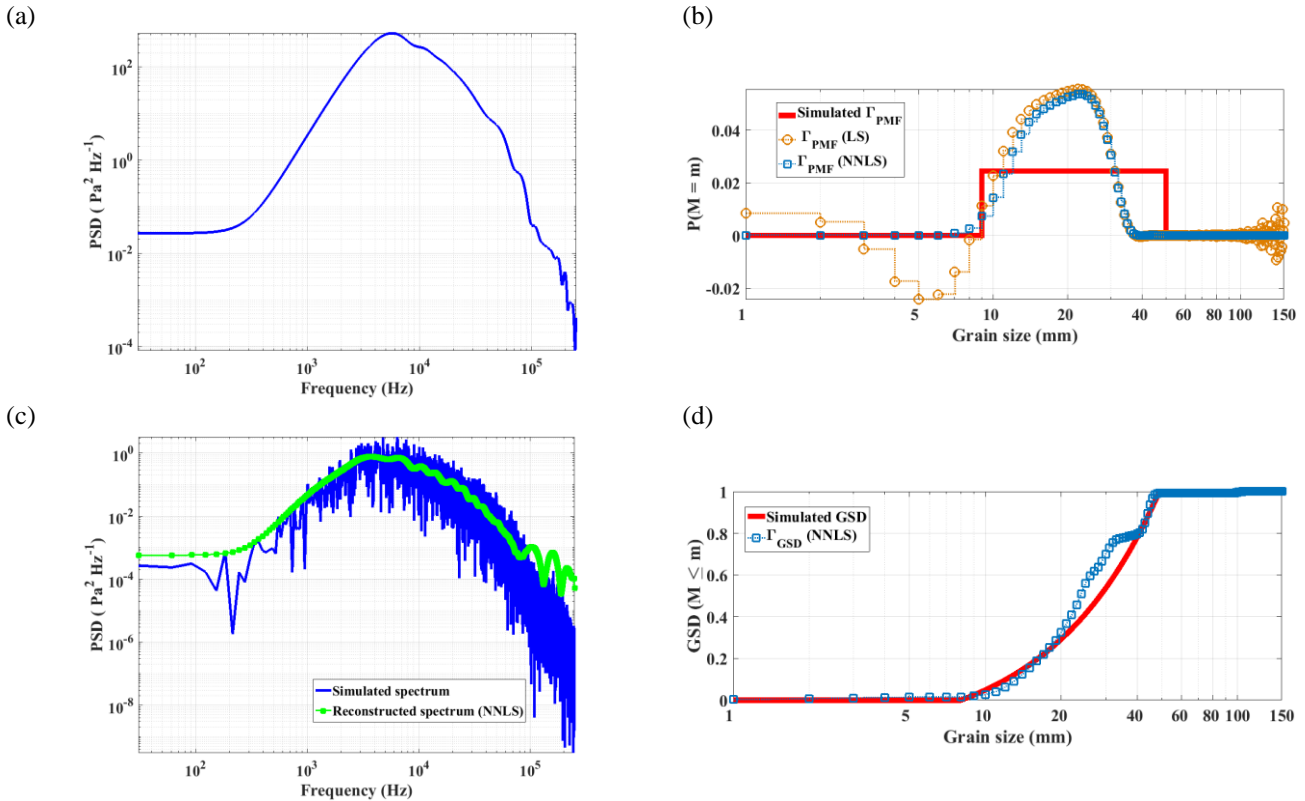 (a)
10^2
10^0
10^-2
10^-4
PSD ( Pa^2 Hz^-1)
10^2 10^3 10^4 10^5
Frequency (Hz)
(b)
0.04
0.02
0
-0.02
P(M = m)
Simulated Γ_PMF
Γ_PMF (LS)
Γ_PMF (NNLS)
1 5 10 20 40 60 80 100 150
Grain size (mm)
(c)
10^0
10^-2
10^-4
10^-6
10^-8
PSD ( Pa^2 Hz^-1)
Simulated spectrum
Reconstructed spectrum (NNLS)
10^2 10^3 10^4 10^5
Frequency (Hz)
(d)
1
0.8
0.6
0.4
0.2
0
GSD (M ≤ m)
Simulated GSD
Γ_GSD (NNLS)
1 5 10 20 40 60 80 100 150
Grain size (mm)